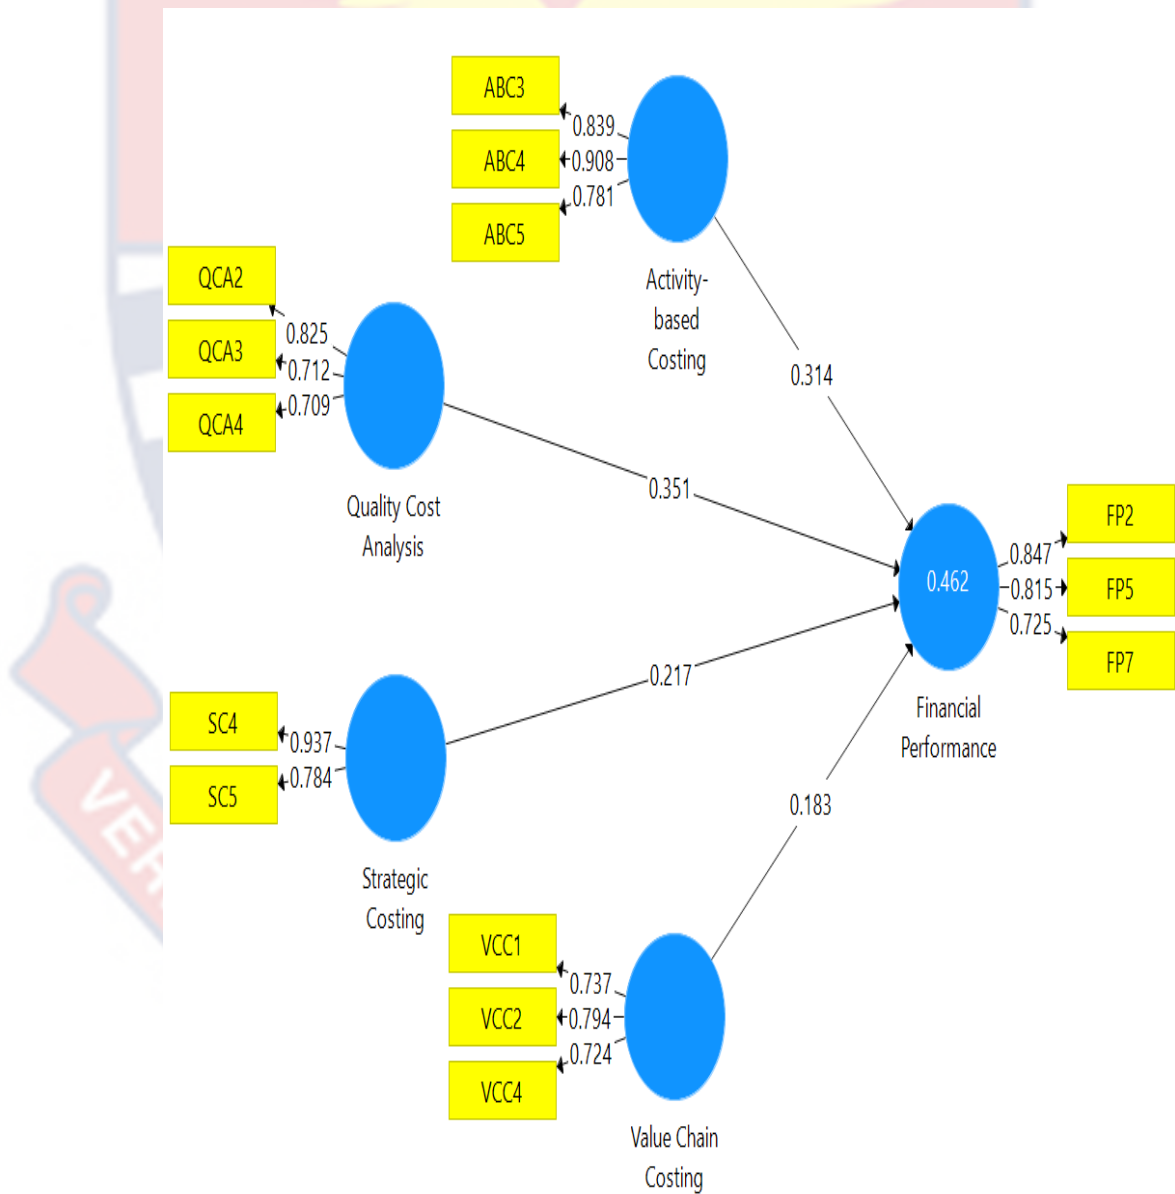 ABC3
0.839
ABC4
0.908
ABC5
0.781
Activity-
based
Costing
QCA2
0.825
QCA3
0.712
QCA4
0.709
Quality Cost
Analysis
0.314
0.351
FP2
0.847
0.462
FP5
0.815
FP7
0.725
Financial
Performance
SC4
0.937
SC5
0.784
Strategic
Costing
0.217
0.183
VCC1
0.737
VCC2
0.794
VCC4
0.724
Value Chain
Costing